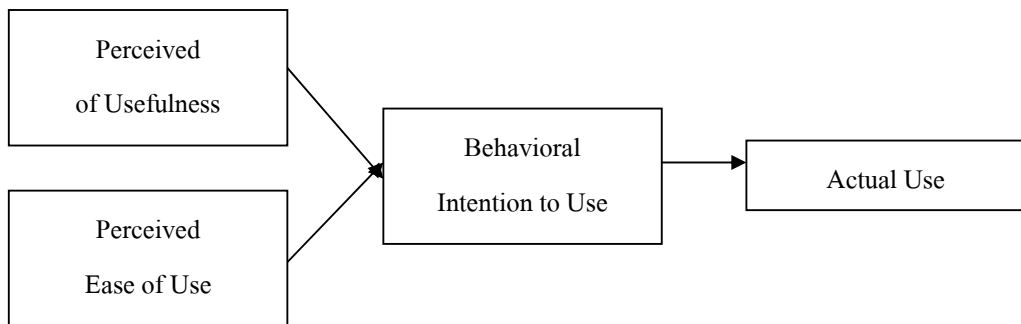 Perceived
of Usefulness
Perceived
Ease of Use
Behavioral
Intention to Use
Actual Use